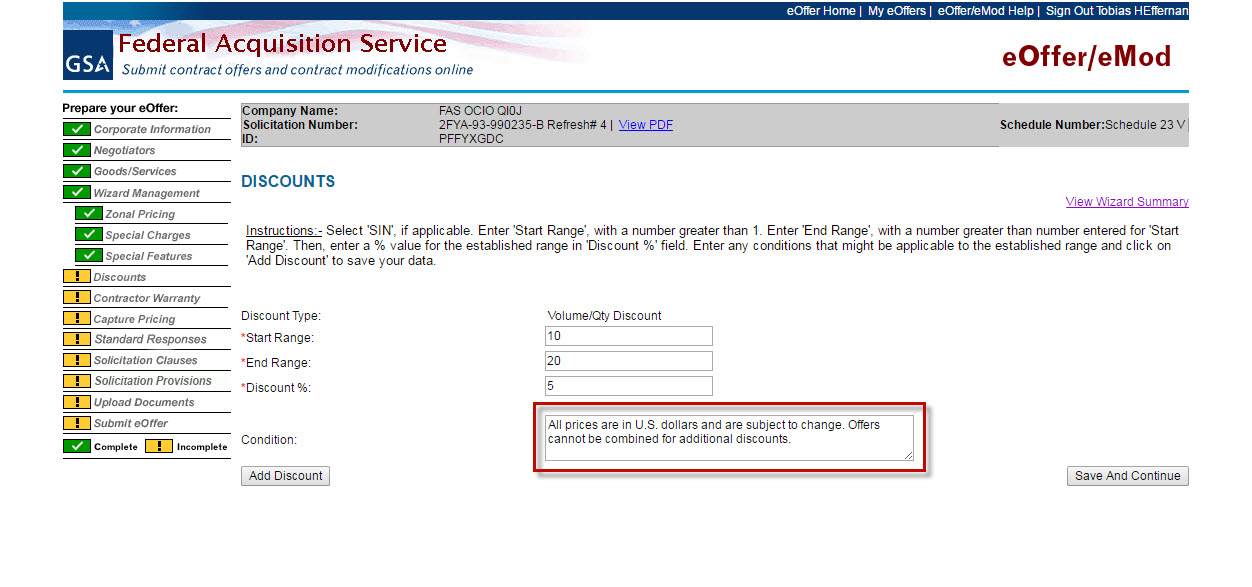 eOffer Home | My eOffers | eOffer/eMod Help | Sign Out Tobias HEffernan
GSA
Federal Acquisition Service
Submit contract offers and contract modifications online
eOffer/eMod
Prepare your eOffer:
Corporate Information
Negotiators
Goods/Services
Wizard Management
Zonal Pricing
Special Charges
Special Features
Discounts
Contractor Warranty
Capture Pricing
Standard Responses
Solicitation Clauses
Solicitation Provisions
Upload Documents
Submit eOffer
Complete Incomplete
Company Name: FAS OCIO QI0J
Solicitation Number: 2FYA-93-990235-B Refresh# 4 | View PDF Schedule Number:Schedule 23 V
ID: PFFYXGDC
DISCOUNTS
View Wizard Summary
Instructions:- Select 'SIN', if applicable. Enter 'Start Range', with a number greater than 1. Enter 'End Range', with a number greater than number entered for 'Start
Range'. Then, enter a % value for the established range in 'Discount %' field. Enter any conditions that might be applicable to the established range and click on
'Add Discount' to save your data.
Discount Type: Volume/Qty Discount
*Start Range: 10
*End Range: 20
*Discount %: 5
Condition: All prices are in U.S. dollars and are subject to change. Offers
cannot be combined for additional discounts.
Add Discount Save And Continue